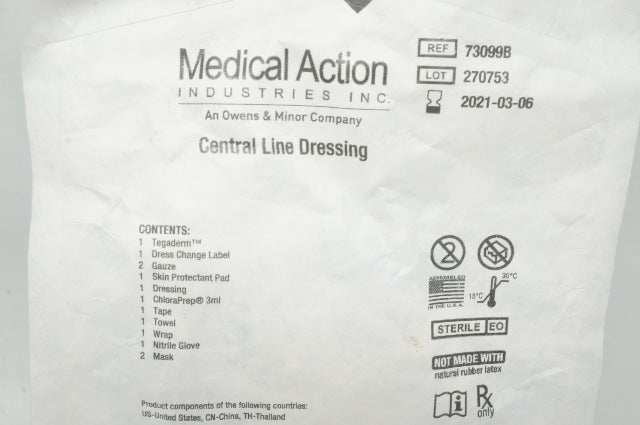 Medical Action
INDUSTRIES INC.
An Owens & Minor Company
Central Line Dressing
REF 73099B
LOT 270753
2021-03-06
CONTENTS:
1 Tegaderm™
1 Dress Change Label
2 Gauze
1 Skin Protectant Pad
1 Dressing
1 ChloraPrep® 3ml
1 Tape
1 Towel
1 Wrap
1 Nitrile Glove
2 Mask
2
ASSEMBLED
IN THE U.S.A.
15°C
30°C
STERILE EO
NOT MADE WITH
natural rubber latex
i
Rx
only
Product components of the following countries:
US-United States, CN-China, TH-Thailand